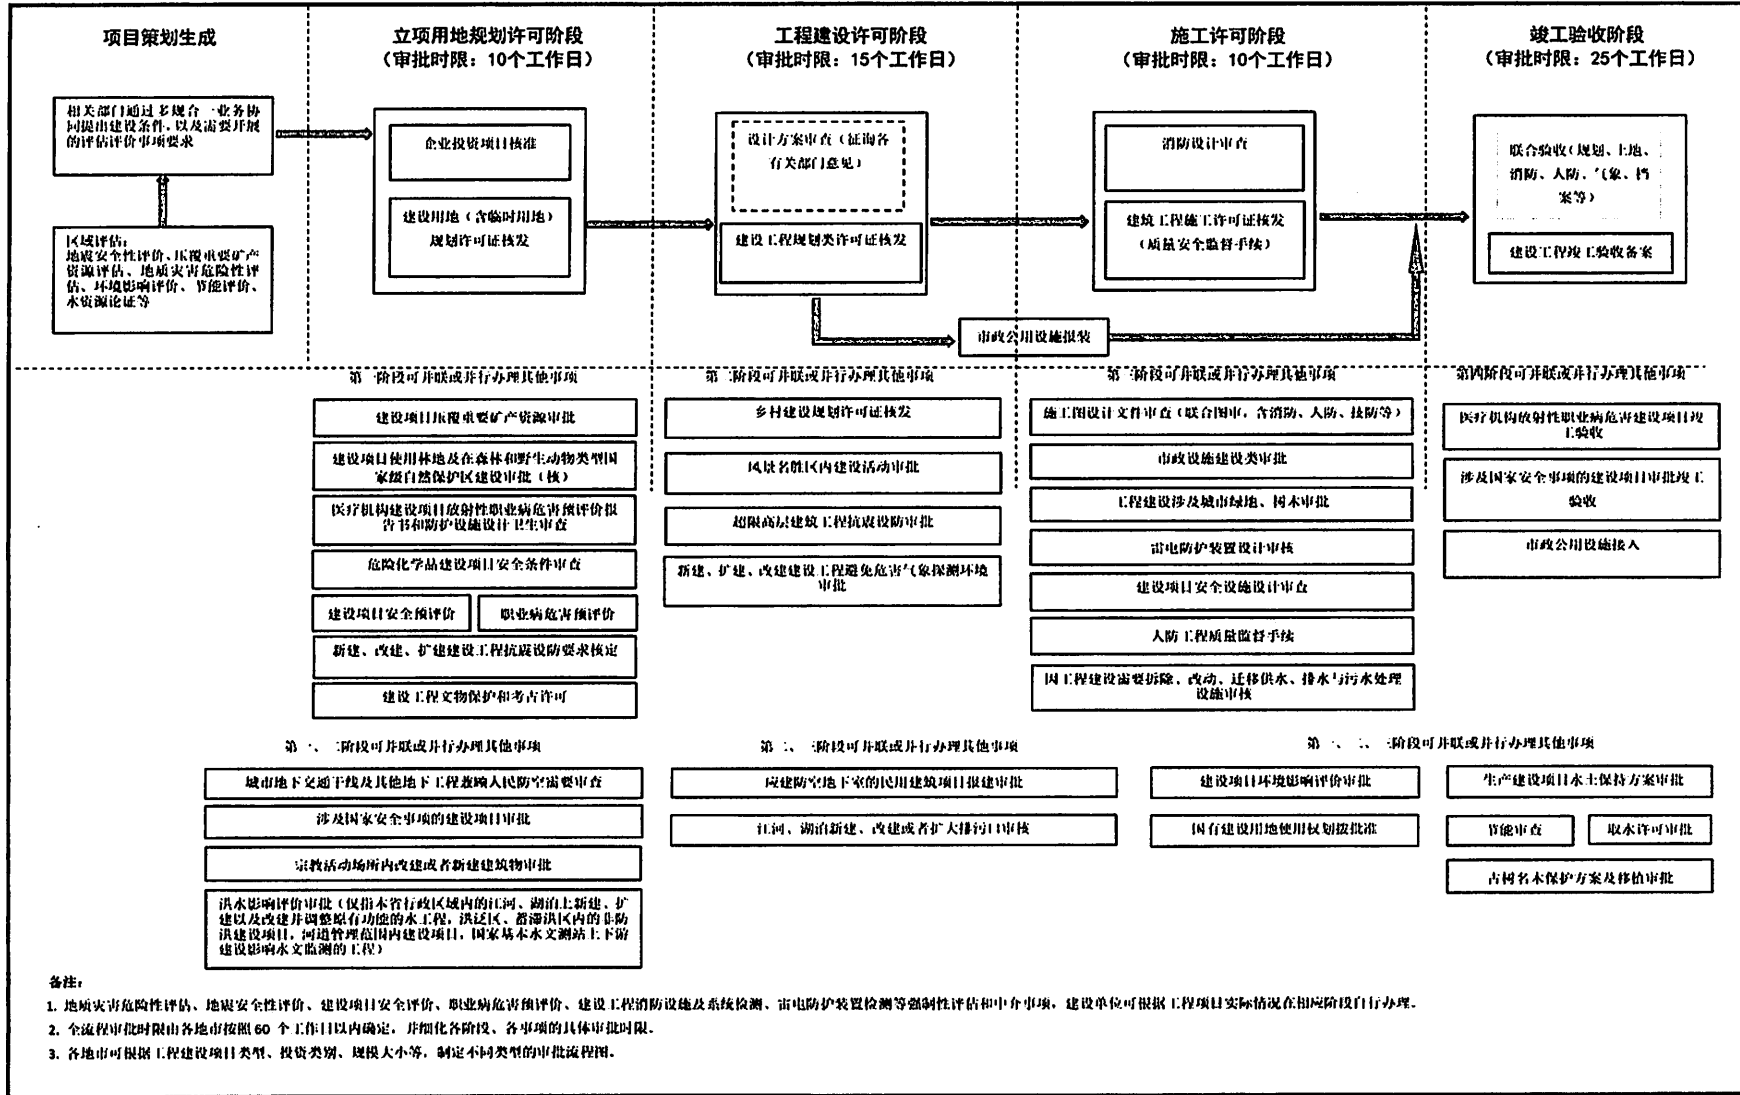 项目策划生成
立项用地规划许可阶段
（审批时限：10个工作日）
工程建设许可阶段
（审批时限：15个工作日）
施工许可阶段
（审批时限：10个工作日）
竣工验收阶段
（审批时限：25个工作日）
相关部门通过多规合一业务协
同提出建设条件，以及需要开展
的评估评价事项要求
区域评估：
地震安全性评价、压覆重要矿产
资源评估、地质灾害危险性评
估、环境影响评价、节能评价、
水资源论证等
企业投资项目核准
建设用地（含临时用地）
规划许可证核发
设计方案审查（征询各
有关部门意见）
建设工程规划类许可证核发
市政公用设施报装
消防设计审查
建筑工程施工许可证核发
（质量安全监督手续）
联合验收（规划、土地、
消防、人防、气象、档
案等）
建设工程竣工验收备案
第一阶段可并联或并行办理其他事项
建设项目压覆重要矿产资源审批
建设项目使用林地及在森林和野生动物类型国
家级自然保护区建设审批（核）
医疗机构建设项目放射性职业病危害预评价报
告书和防护设施设计卫生审查
危险化学品建设项目安全条件审查
建设项目安全预评价
职业病危害预评价
新建、改建、扩建建设工程抗震设防要求核定
建设工程文物保护和考古许可
第二阶段可并联或并行办理其他事项
乡村建设规划许可证核发
风景名胜区内建设活动审批
超限高层建筑工程抗震设防审批
新建、扩建、改建建设工程避免危害气象探测环境
审批
第三阶段可并联或并行办理其他事项
施工图设计文件审查（联合图审，含消防、人防、技防等）
市政设施建设类审批
工程建设涉及城市绿地、树木审批
雷电防护装置设计审核
建设项目安全设施设计审查
人防工程质量监督手续
因工程建设需要拆除、改动、迁移供水、排水与污水处理
设施审核
第四阶段可并联或并行办理其他事项
医疗机构放射性职业病危害建设项目竣
工验收
涉及国家安全事项的建设项目审批竣工
验收
市政公用设施接入
第一、二阶段可并联或并行办理其他事项
城市地下交通干线及其他地下工程兼顾人民防空需要审查
涉及国家安全事项的建设项目审批
宗教活动场所内改建或者新建建筑物审批
洪水影响评价审批（仅指本省行政区域内的江河、湖泊上新建、扩
建以及改建并调整原有功能的水工程，洪泛区、蓄滞洪区内的非防
洪建设项目，河道管理范围内建设项目，国家基本水文测站上下游
建设影响水文监测的工程）
第二、三阶段可并联或并行办理其他事项
应建防空地下室的民用建筑项目报建审批
江河、湖泊新建、改建或者扩大排污口审核
第一、二、三阶段可并联或并行办理其他事项
建设项目环境影响评价审批
生产建设项目水土保持方案审批
国有建设用地使用权划拨批准
节能审查
取水许可审批
古树名木保护方案及移植审批
备注：
1. 地质灾害危险性评估、地震安全性评价、建设项目安全评价、职业病危害预评价、建设工程消防设施及系统检测、雷电防护装置检测等强制性评估和中介事项，建设单位可根据工程项目实际情况在相应阶段自行办理。
2. 全流程审批时限由各地市按照 60 个工作日以内确定，并细化各阶段、各事项的具体审批时限。
3. 各地市可根据工程建设项目类型、投资类别、规模大小等，制定不同类型的审批流程图。